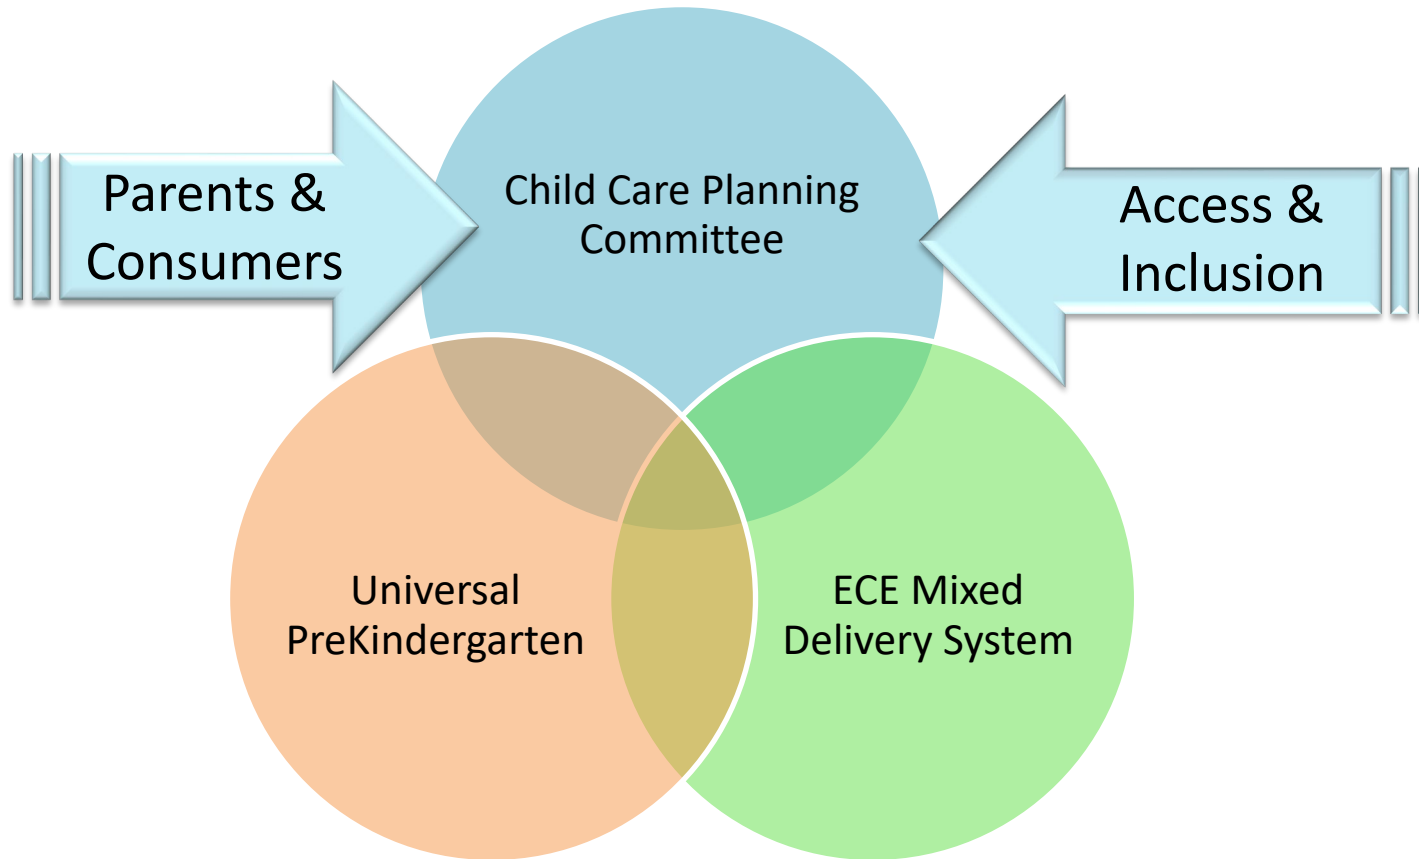 Parents &
Consumers
Child Care Planning
Committee
Access &
Inclusion
Universal
PreKindergarten
ECE Mixed
Delivery System